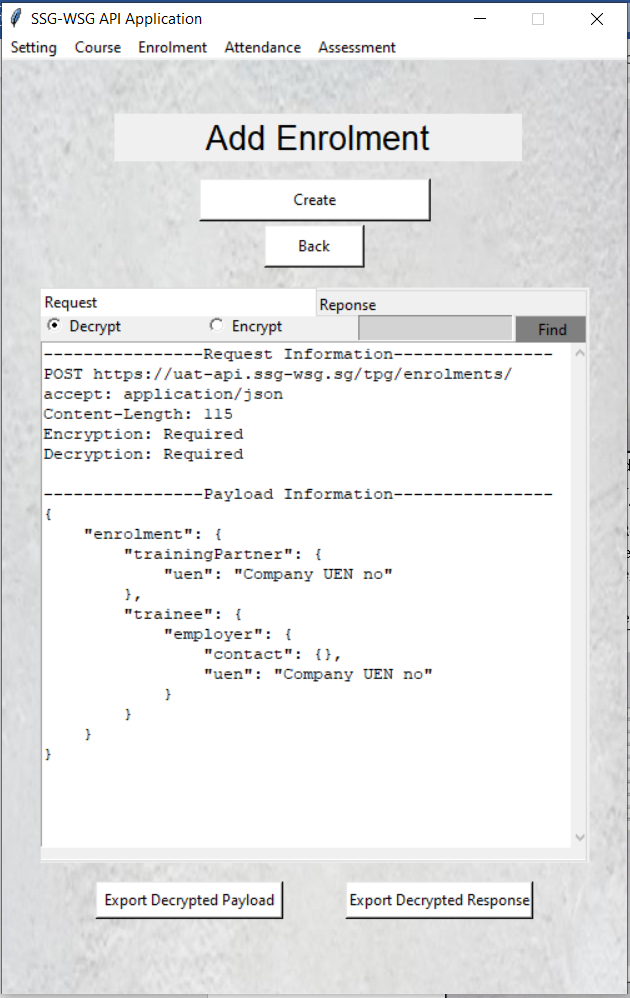 SSG-WSG API Application
Setting Course Enrolment Attendance Assessment
Add Enrolment
Create
Back
Request Reponse
Decrypt Encrypt Find
----------------Request Information----------------
POST https://uat-api.ssg-wsg.sg/tpg/enrolments/
accept: application/json
Content-Length: 115
Encryption: Required
Decryption: Required
----------------Payload Information----------------
{
    "enrolment": {
        "trainingPartner": {
            "uen": "Company UEN no"
        },
        "trainee": {
            "employer": {
                "contact": {},
                "uen": "Company UEN no"
            }
        }
    }
}
Export Decrypted Payload Export Decrypted Response